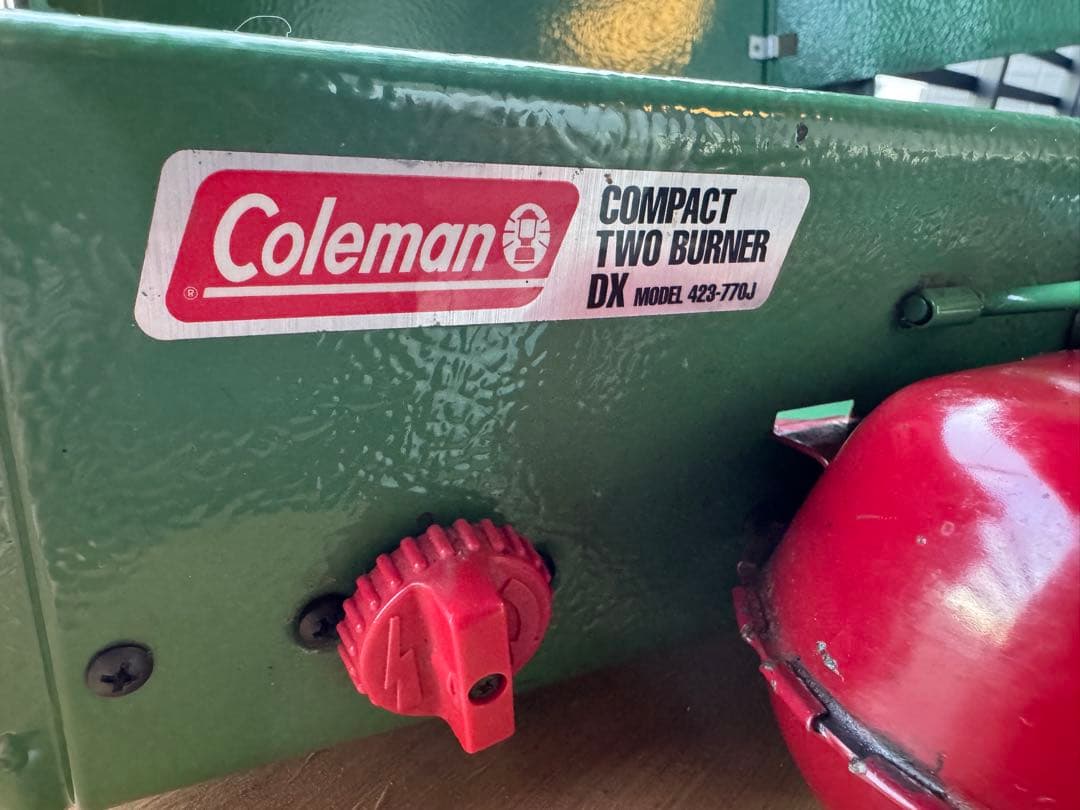 Coleman
®
COMPACT
TWO BURNER
DX MODEL 423-770J